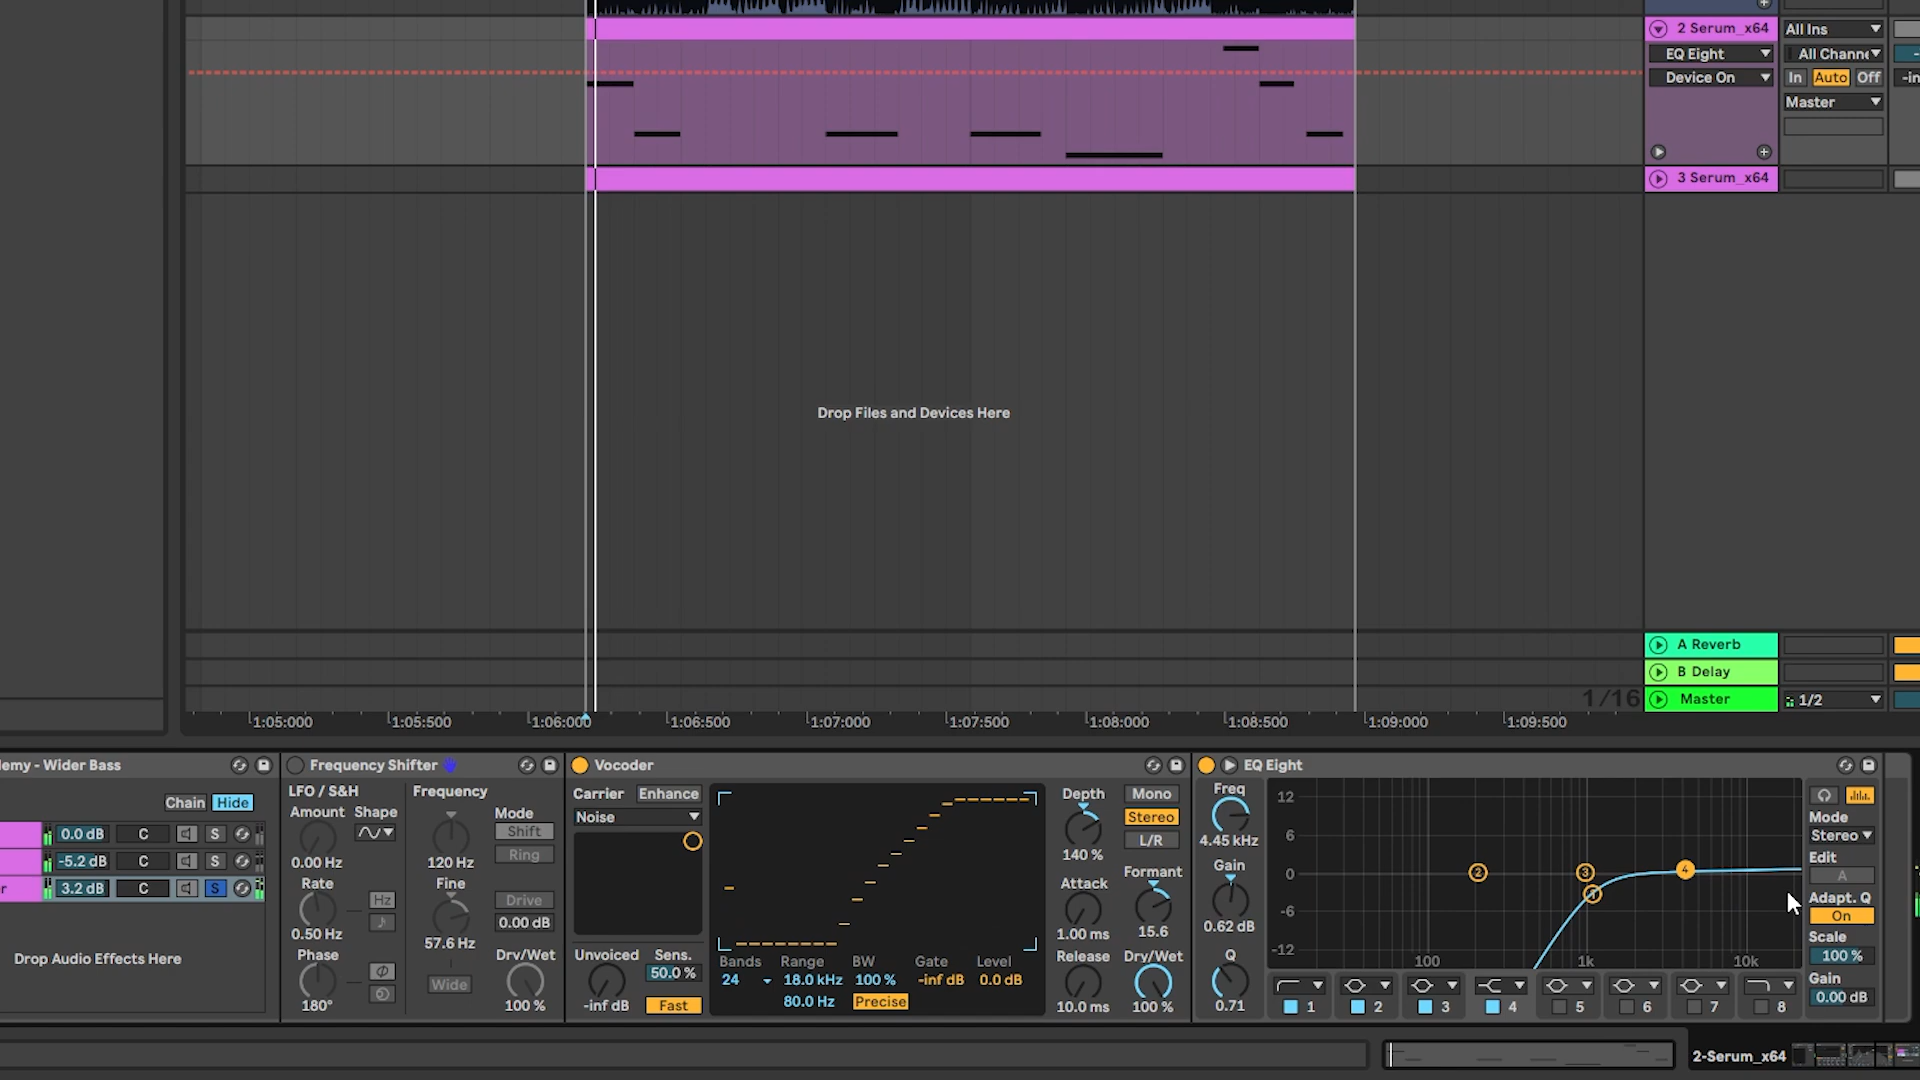 2 Serum_x64
All Ins
EQ Eight
All Channe
Device On
In Auto Off
Master
3 Serum_x64
Drop Files and Devices Here
A Reverb
B Delay
1/16
Master
1/2
1:05:000
1:05:500
1:06:000
1:06:500
1:07:000
1:07:500
1:08:000
1:08:500
1:09:000
1:09:500
emy - Wider Bass
Chain Hide
0.0 dB C S
-5.2 dB C S
r 3.2 dB C S
Drop Audio Effects Here
Frequency Shifter
LFO / S&H
Amount Shape
0.00 Hz
Rate
Hz
0.50 Hz
Phase
180°
Frequency
120 Hz
Fine
57.6 Hz
Wide
Mode
Shift
Ring
Drive
0.00 dB
Dry/Wet
100 %
Vocoder
Carrier Enhance
Noise
Unvoiced Sens.
50.0 %
-inf dB Fast
Bands Range BW Gate Level
24 18.0 kHz 100 % -inf dB 0.0 dB
80.0 Hz Precise
Depth
140 %
Attack
1.00 ms
Release
10.0 ms
Mono
Stereo
L/R
Formant
15.6
Dry/Wet
100 %
EQ Eight
Freq
4.45 kHz
Gain
0.62 dB
Q
0.71
12
6
0
-6
-12
2 3 4
100 1k 10k
1 2 3 4 5 6 7 8
Mode
Stereo
Edit
A
Adapt. Q
On
Scale
100 %
Gain
0.00 dB
2-Serum_x64